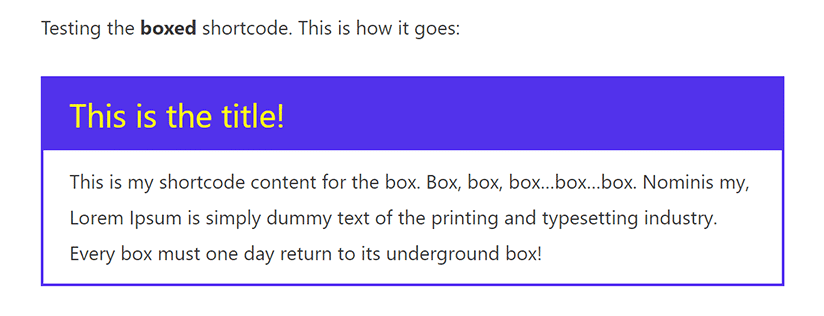 Testing the boxed shortcode. This is how it goes:
This is the title!
This is my shortcode content for the box. Box, box, box...box...box. Nominis my,
Lorem Ipsum is simply dummy text of the printing and typesetting industry.
Every box must one day return to its underground box!